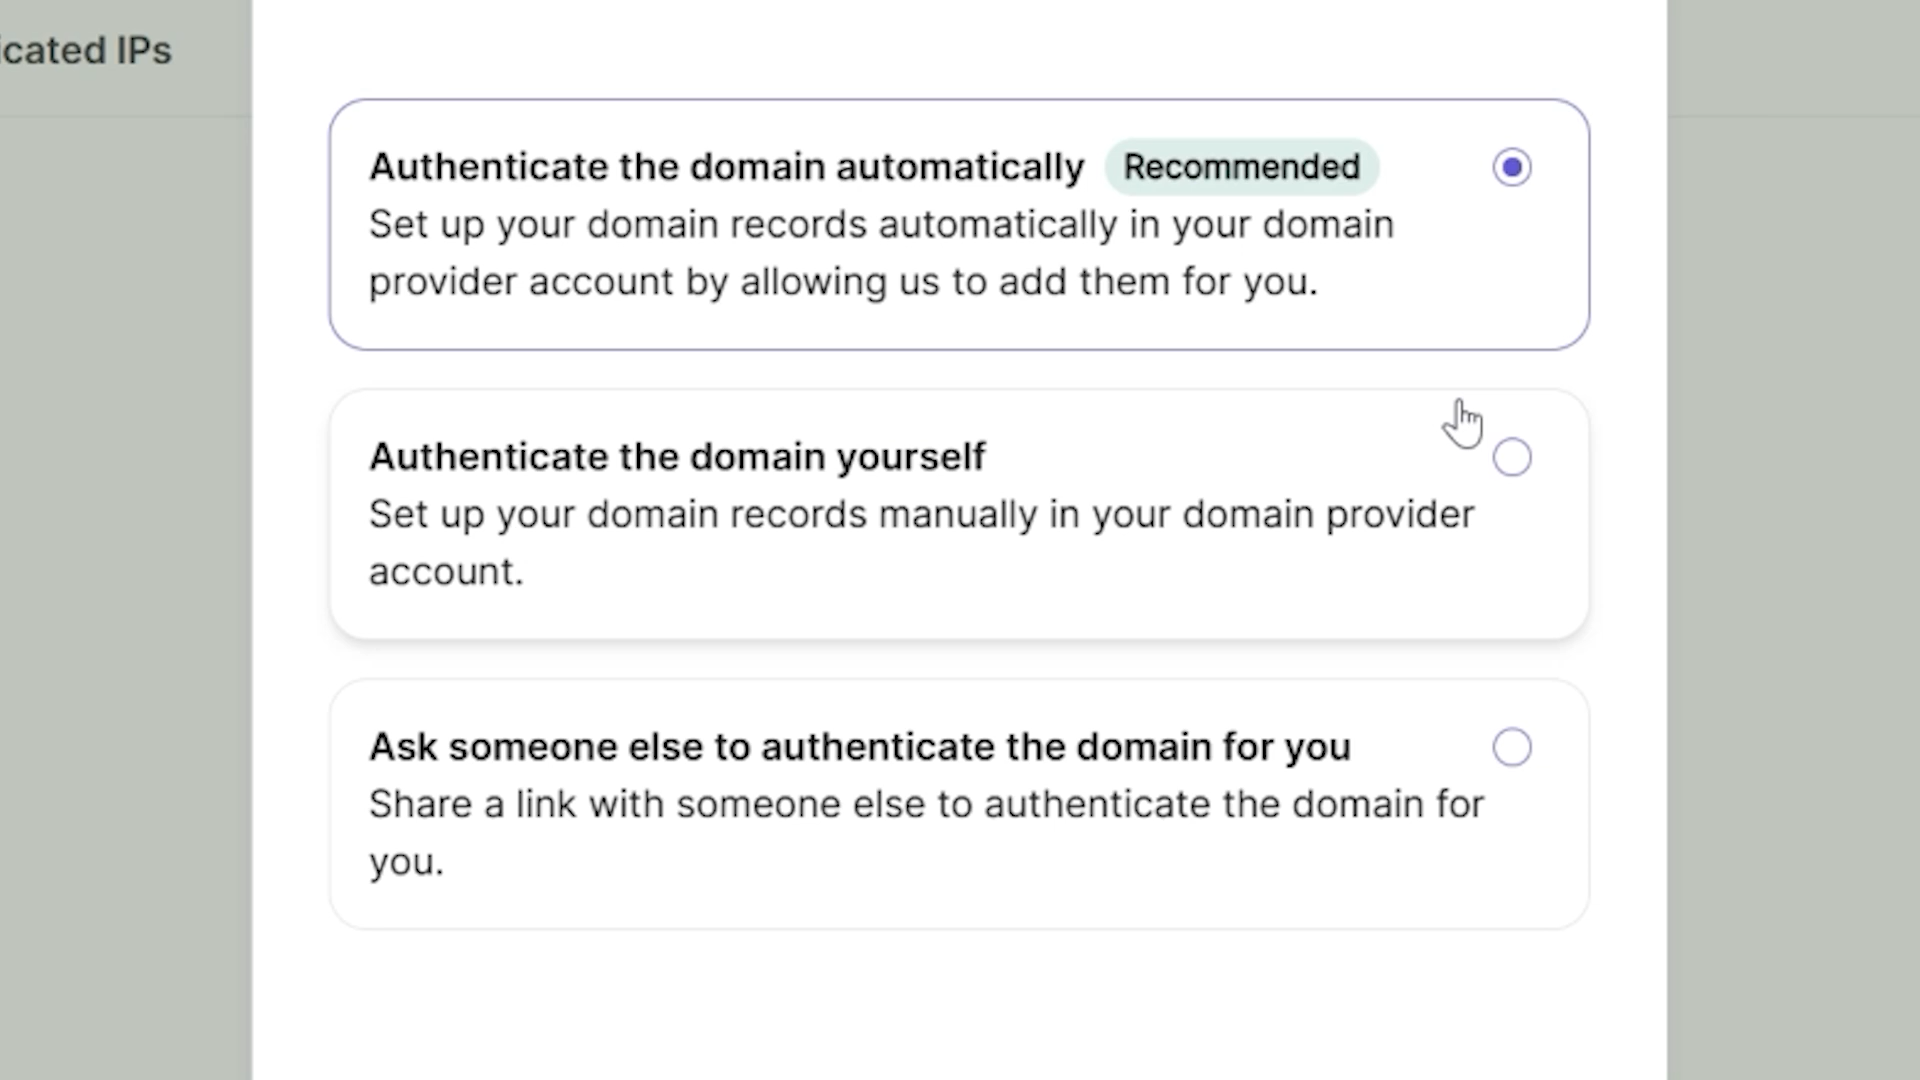 icated IPs
Authenticate the domain automatically Recommended
Set up your domain records automatically in your domain
provider account by allowing us to add them for you.
Authenticate the domain yourself
Set up your domain records manually in your domain provider
account.
Ask someone else to authenticate the domain for you
Share a link with someone else to authenticate the domain for
you.